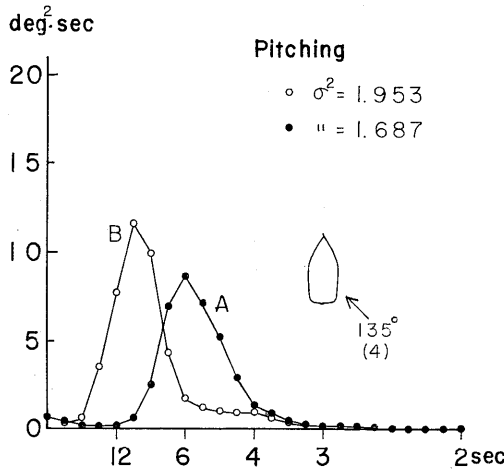 deg²·sec
Pitching
20
○ σ² = 1.953
● " = 1.687
15
B
10
A
5
135°
(4)
0
12 6 4 3 2 sec